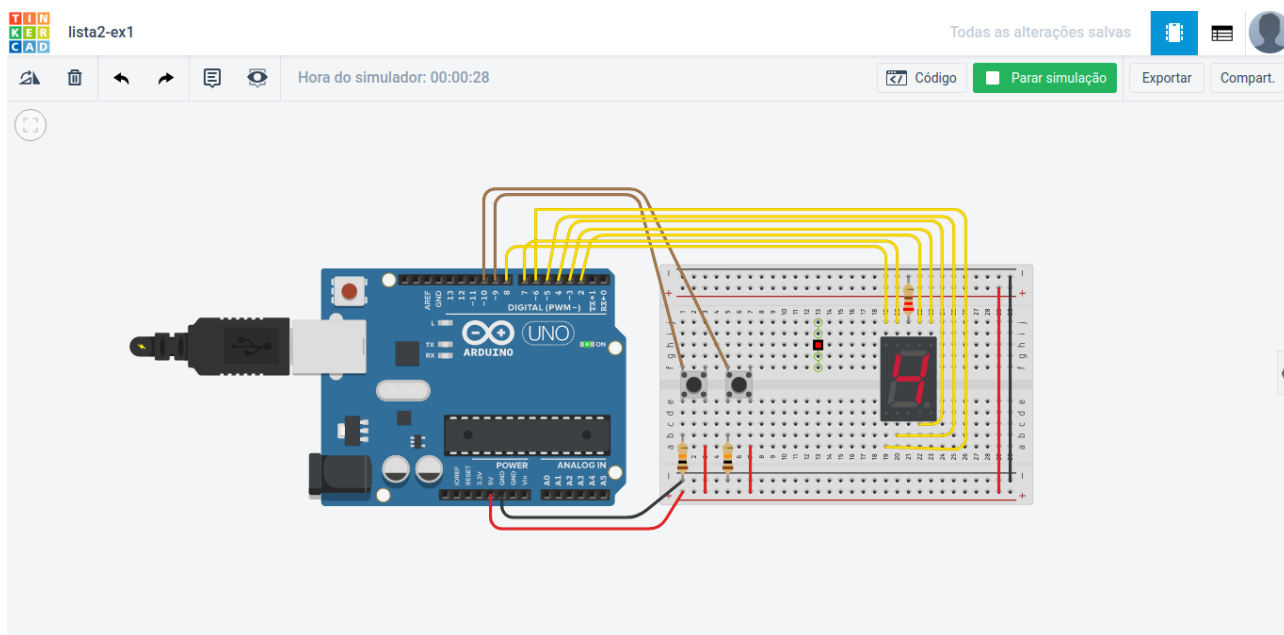 TIN
KER
CAD
lista2-ex1
Todas as alterações salvas
Hora do simulador: 00:00:28
Código
Parar simulação
Exportar
Compart.
AREF
GND
13
12
~11
~10
~9
8
7
~6
~5
4
~3
2
TX→1
RX←0
DIGITAL (PWM~)
L
TX
RX
ARDUINO
UNO
ON
POWER
ANALOG IN
IOREF
RESET
3.3V
5V
GND
GND
Vin
A0
A1
A2
A3
A4
A5
4